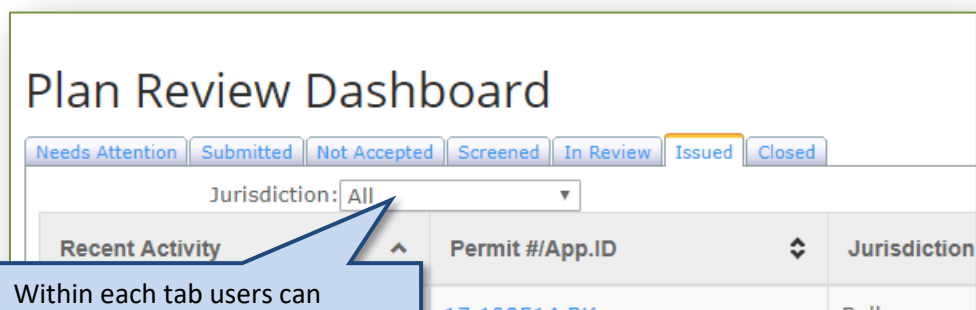 Plan Review Dashboard
Needs Attention Submitted Not Accepted Screened In Review Issued Closed
Jurisdiction: All
Recent Activity Permit #/App.ID Jurisdiction
Within each tab users can